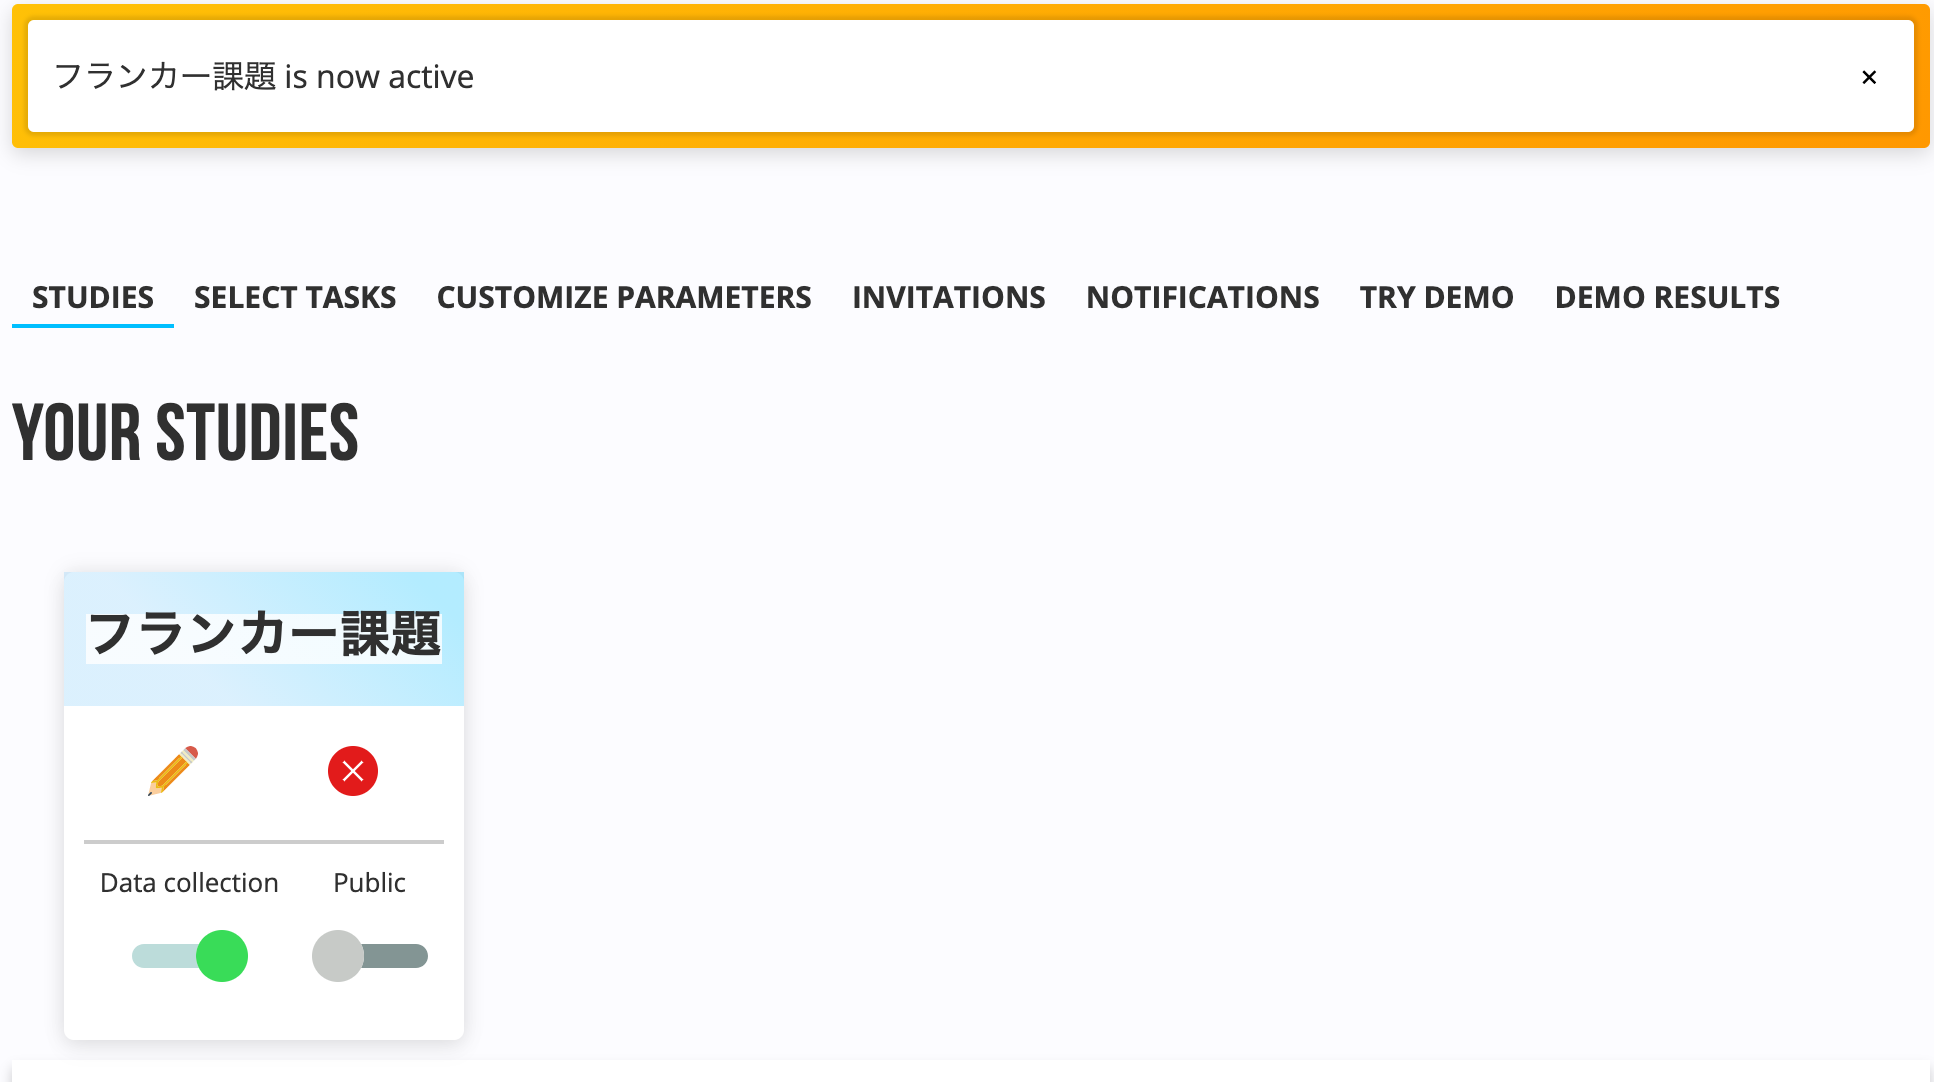 フランカー課題 is now active ×
STUDIES SELECT TASKS CUSTOMIZE PARAMETERS INVITATIONS NOTIFICATIONS TRY DEMO DEMO RESULTS
YOUR STUDIES
フランカー課題
Data collection Public